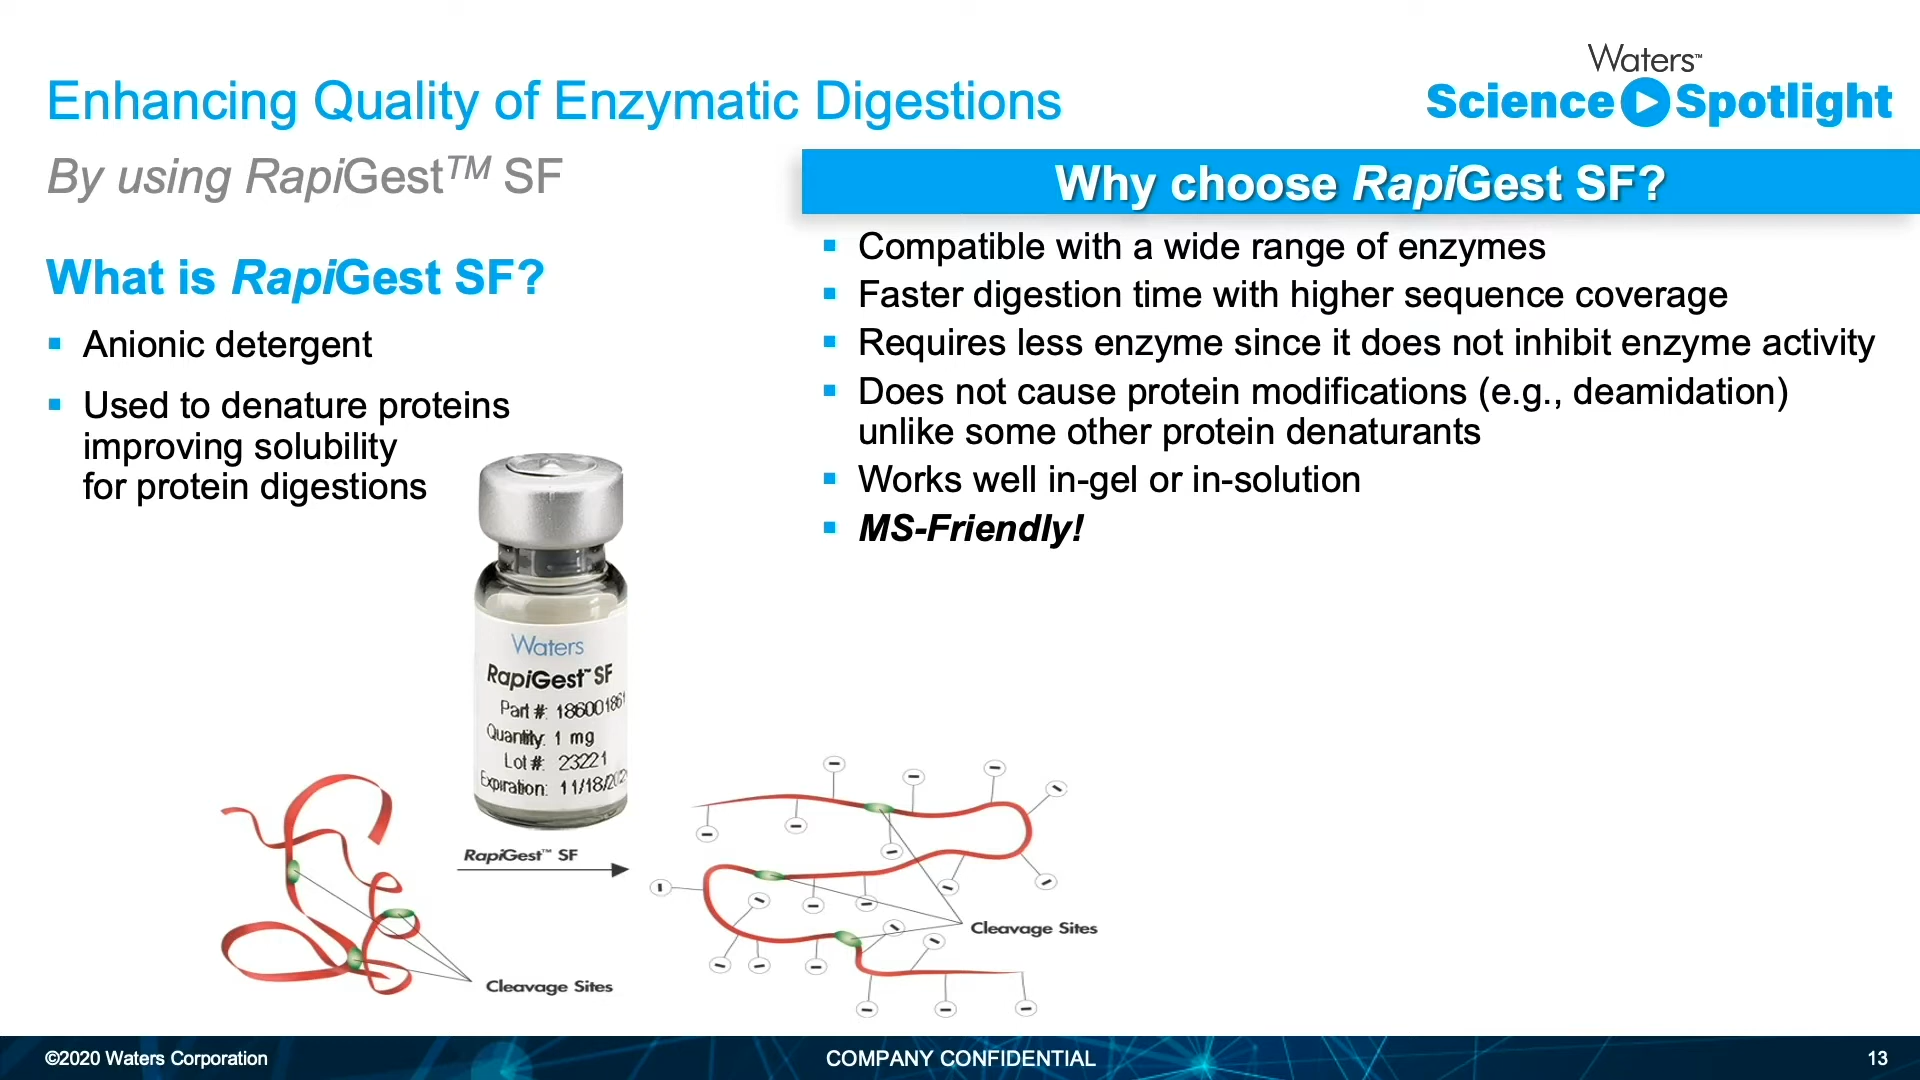 Waters™
Science Spotlight
Enhancing Quality of Enzymatic Digestions
By using RapiGest™ SF
What is RapiGest SF?
▪ Anionic detergent
▪ Used to denature proteins
improving solubility
for protein digestions
Why choose RapiGest SF?
▪ Compatible with a wide range of enzymes
▪ Faster digestion time with higher sequence coverage
▪ Requires less enzyme since it does not inhibit enzyme activity
▪ Does not cause protein modifications (e.g., deamidation)
unlike some other protein denaturants
▪ Works well in-gel or in-solution
▪ MS-Friendly!
Waters
RapiGest™ SF
Part #: 186001861
Quantity: 1 mg
Lot #: 23221
Expiration:
RapiGest™ SF
Cleavage Sites
Cleavage Sites
©2020 Waters Corporation
COMPANY CONFIDENTIAL
13